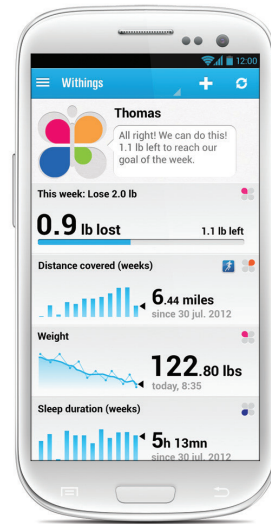 12:00
Withings
Thomas
All right! We can do this!
1.1 lb left to reach our
goal of the week.
This week: Lose 2.0 lb
0.9 lb lost
1.1 lb left
Distance covered (weeks)
6.44 miles
since 30 jul. 2012
Weight
122.80 lbs
today, 8:35
Sleep duration (weeks)
5h 13mn
since 30 jul. 2012